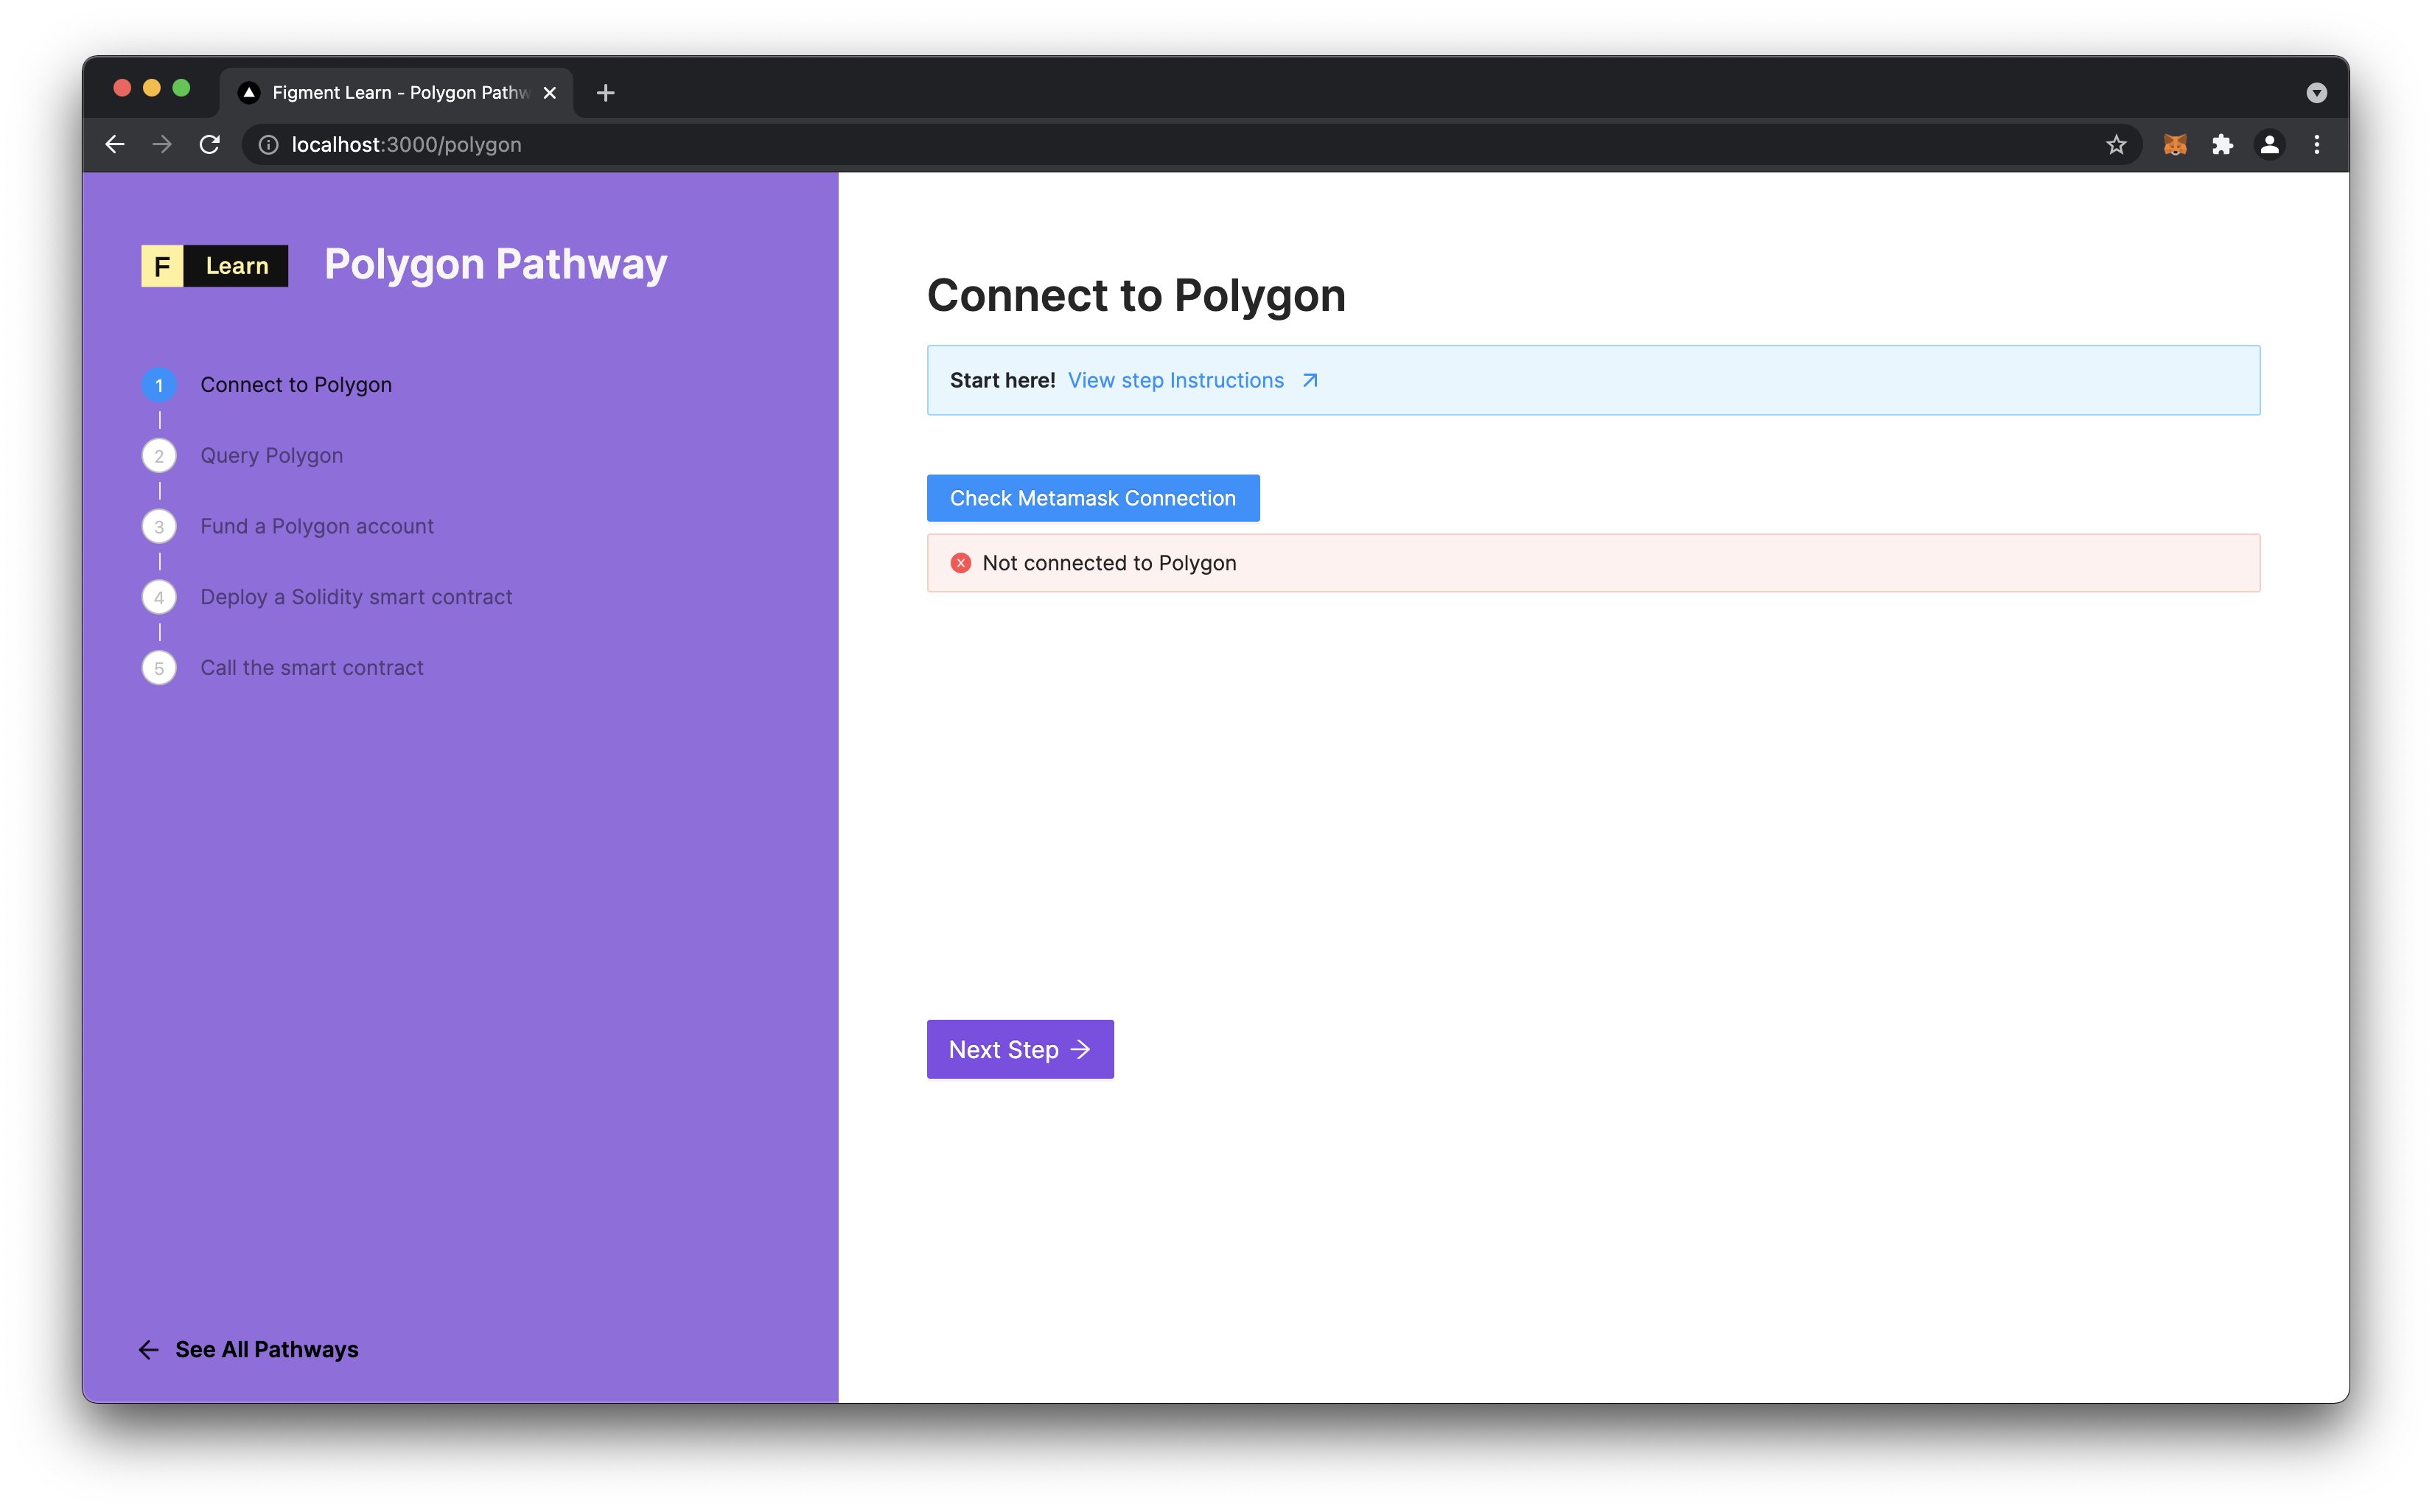 Figment Learn - Polygon Pathw
localhost:3000/polygon
F Learn
Polygon Pathway
1 Connect to Polygon
2 Query Polygon
3 Fund a Polygon account
4 Deploy a Solidity smart contract
5 Call the smart contract
See All Pathways
Connect to Polygon
Start here! View step Instructions
Check Metamask Connection
Not connected to Polygon
Next Step